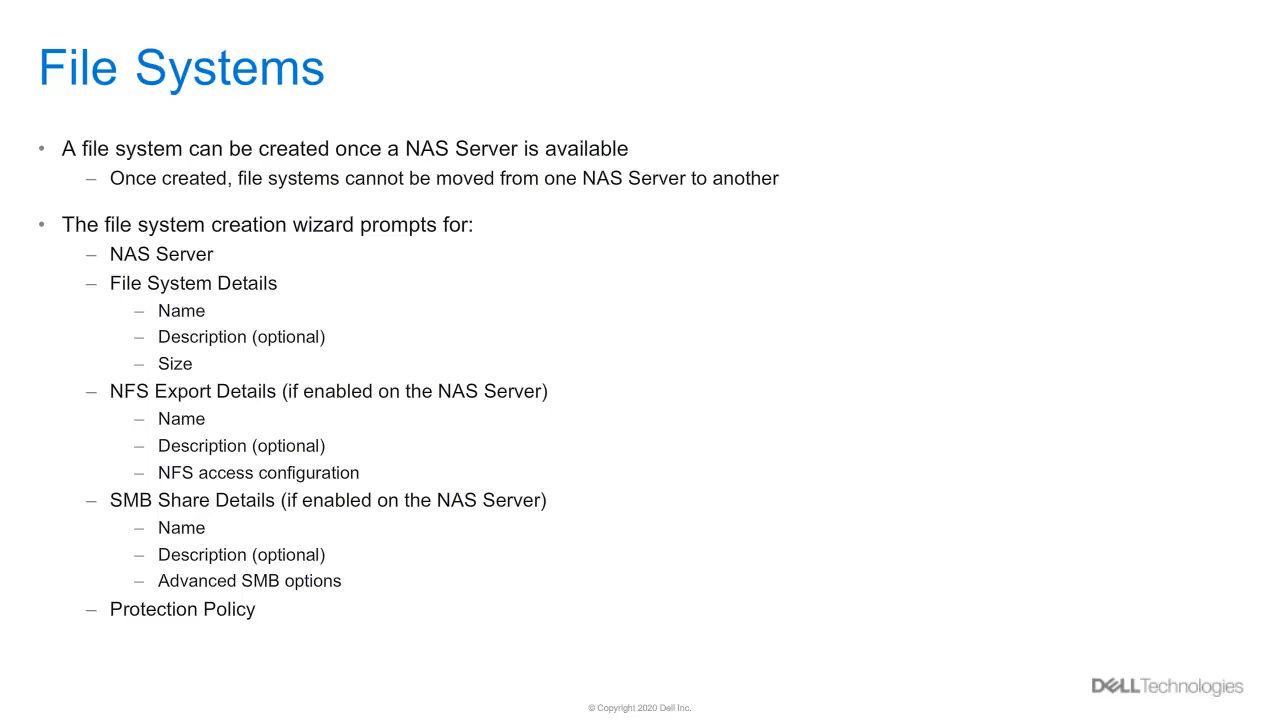 File Systems
• A file system can be created once a NAS Server is available
– Once created, file systems cannot be moved from one NAS Server to another
• The file system creation wizard prompts for:
– NAS Server
– File System Details
– Name
– Description (optional)
– Size
– NFS Export Details (if enabled on the NAS Server)
– Name
– Description (optional)
– NFS access configuration
– SMB Share Details (if enabled on the NAS Server)
– Name
– Description (optional)
– Advanced SMB options
– Protection Policy
DELL Technologies
© Copyright 2020 Dell Inc.